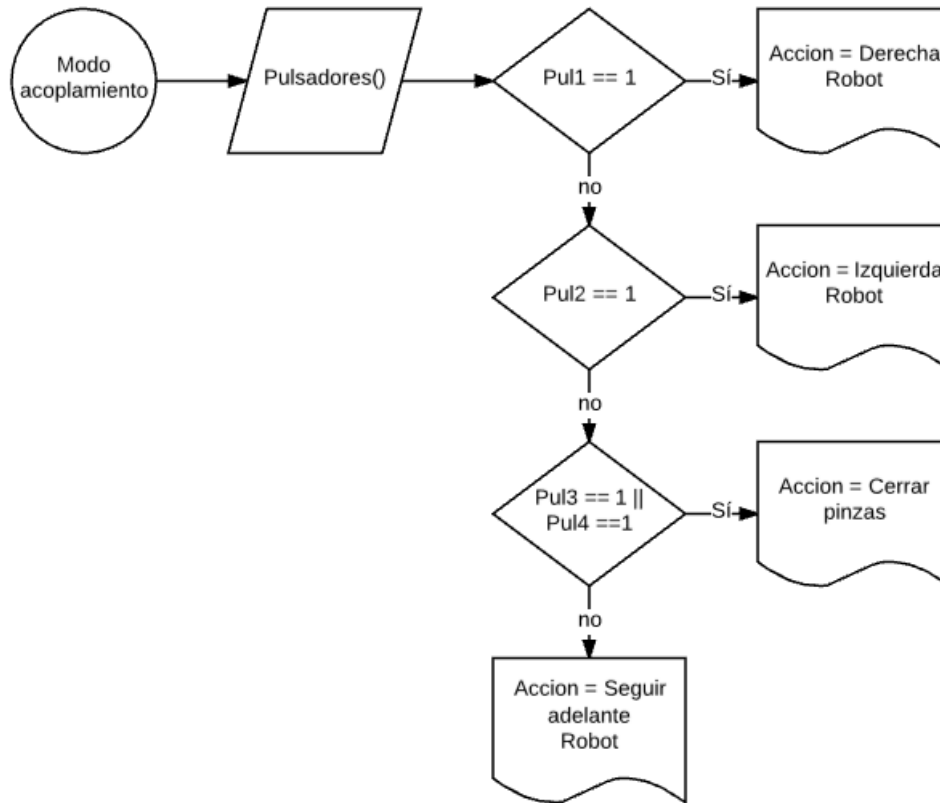 Modo
acoplamiento
Pulsadores()
Pul1 == 1
Sí
Accion = Derecha
Robot
no
Pul2 == 1
Sí
Accion = Izquierda
Robot
no
Pul3 == 1 ||
Pul4 ==1
Sí
Accion = Cerrar
pinzas
no
Accion = Seguir
adelante
Robot